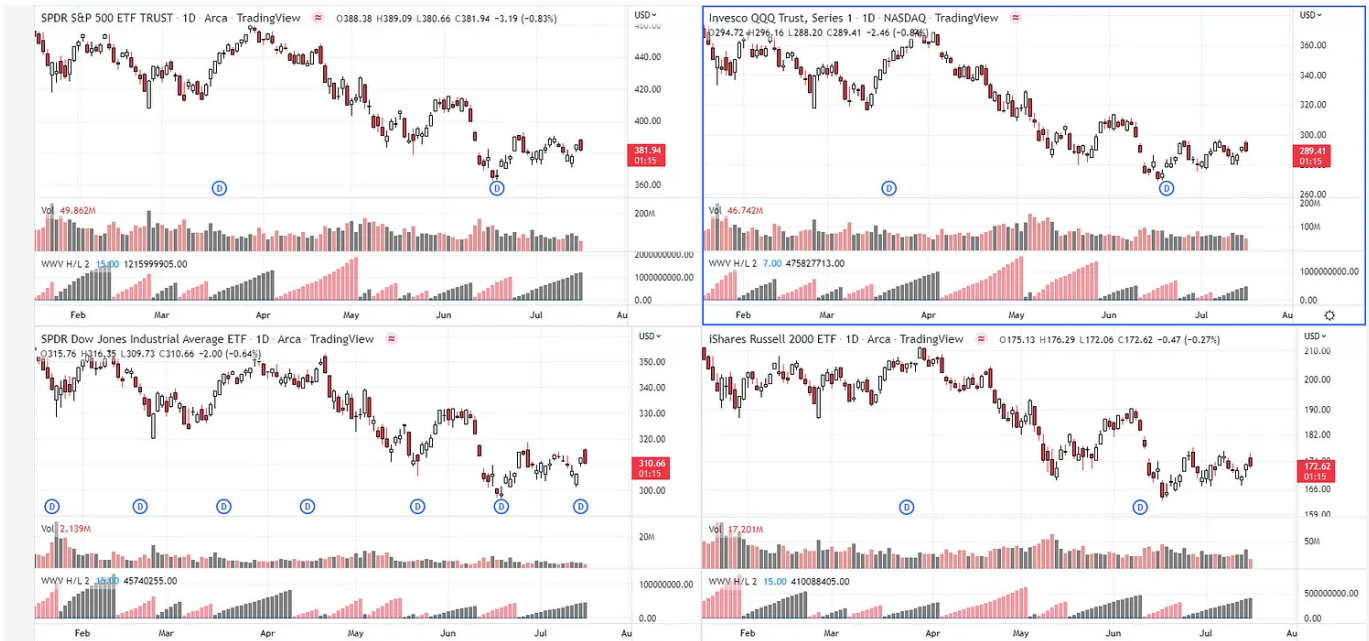 SPDR S&P 500 ETF TRUST · 1D · Arca · TradingView ≈ O388.38 H389.09 L380.66 C381.94 −3.19 (−0.83%)
USD
460.00
440.00
420.00
400.00
381.94
01:15
360.00
D D
Vol 49.862M
200M
WWV H/L 2 15.00 1215999905.00
2000000000.00
1000000000.00
0.00
Feb Mar Apr May Jun Jul Au
Invesco QQQ Trust, Series 1 · 1D · NASDAQ · TradingView ≈
USD
O294.72 H296.16 L288.20 C289.41 −2.46 (−0.84%)
360.00
340.00
320.00
300.00
289.41
01:15
260.00
D D
Vol 46.742M
200M
100M
WWV H/L 2 7.00 475827713.00
1000000000.00
0.00
Feb Mar Apr May Jun Jul Au
SPDR Dow Jones Industrial Average ETF · 1D · Arca · TradingView ≈
USD
O315.76 H316.35 L309.73 C310.66 −2.00 (−0.64%)
350.00
340.00
330.00
320.00
310.66
01:15
300.00
D D D D D D D
Vol 2.139M
20M
WWV H/L 2 15.00 45740255.00
100000000.00
0.00
Feb Mar Apr May Jun Jul Au
iShares Russell 2000 ETF · 1D · Arca · TradingView ≈ O175.13 H176.29 L172.06 C172.62 −0.47 (−0.27%)
USD
210.00
200.00
190.00
182.00
174.00
172.62
01:15
166.00
159.00
D D
Vol 17.201M
50M
WWV H/L 2 15.00 410088405.00
500000000.00
0.00
Feb Mar Apr May Jun Jul Au